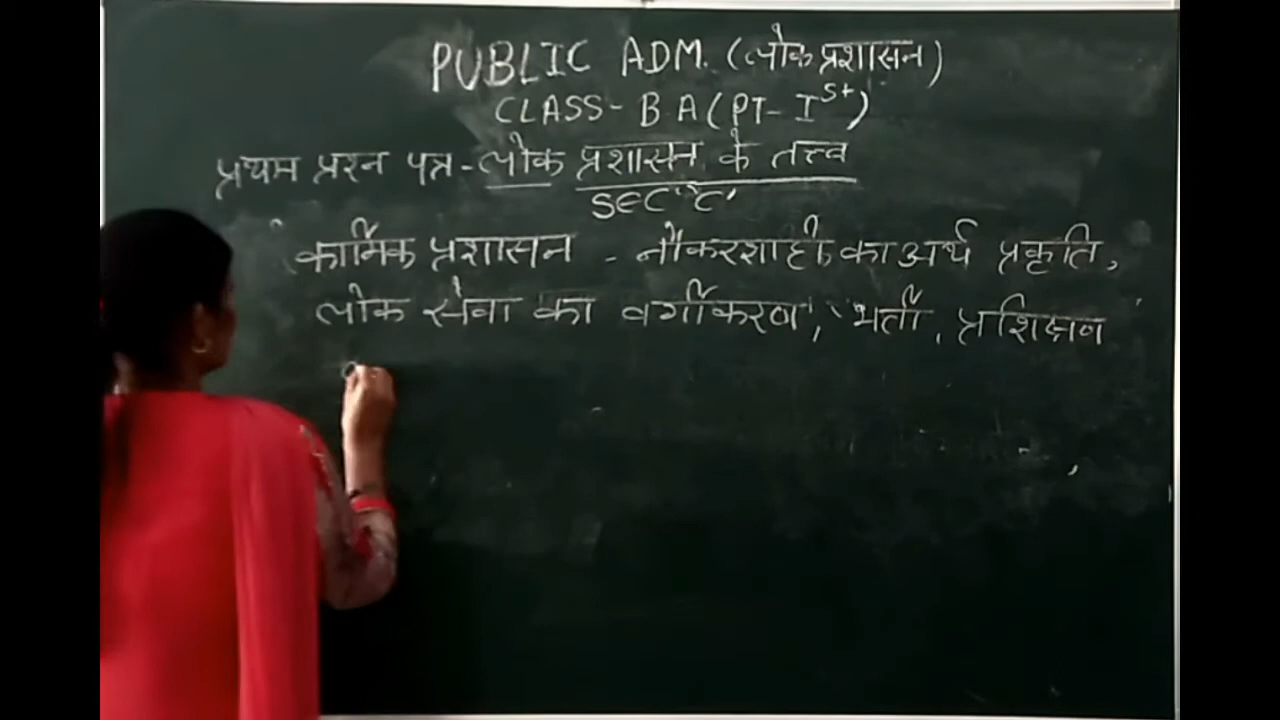 PUBLIC ADM. (लोक प्रशासन)
CLASS- B A (PT- I st)
प्रथम प्रश्न पत्र - लोक प्रशासन के तत्त्व
SEC "C"
कार्मिक प्रशासन - नौकरशाही का अर्थ प्रकृति,
लोक सेवा का वर्गीकरण, भर्ती, प्रशिक्षण